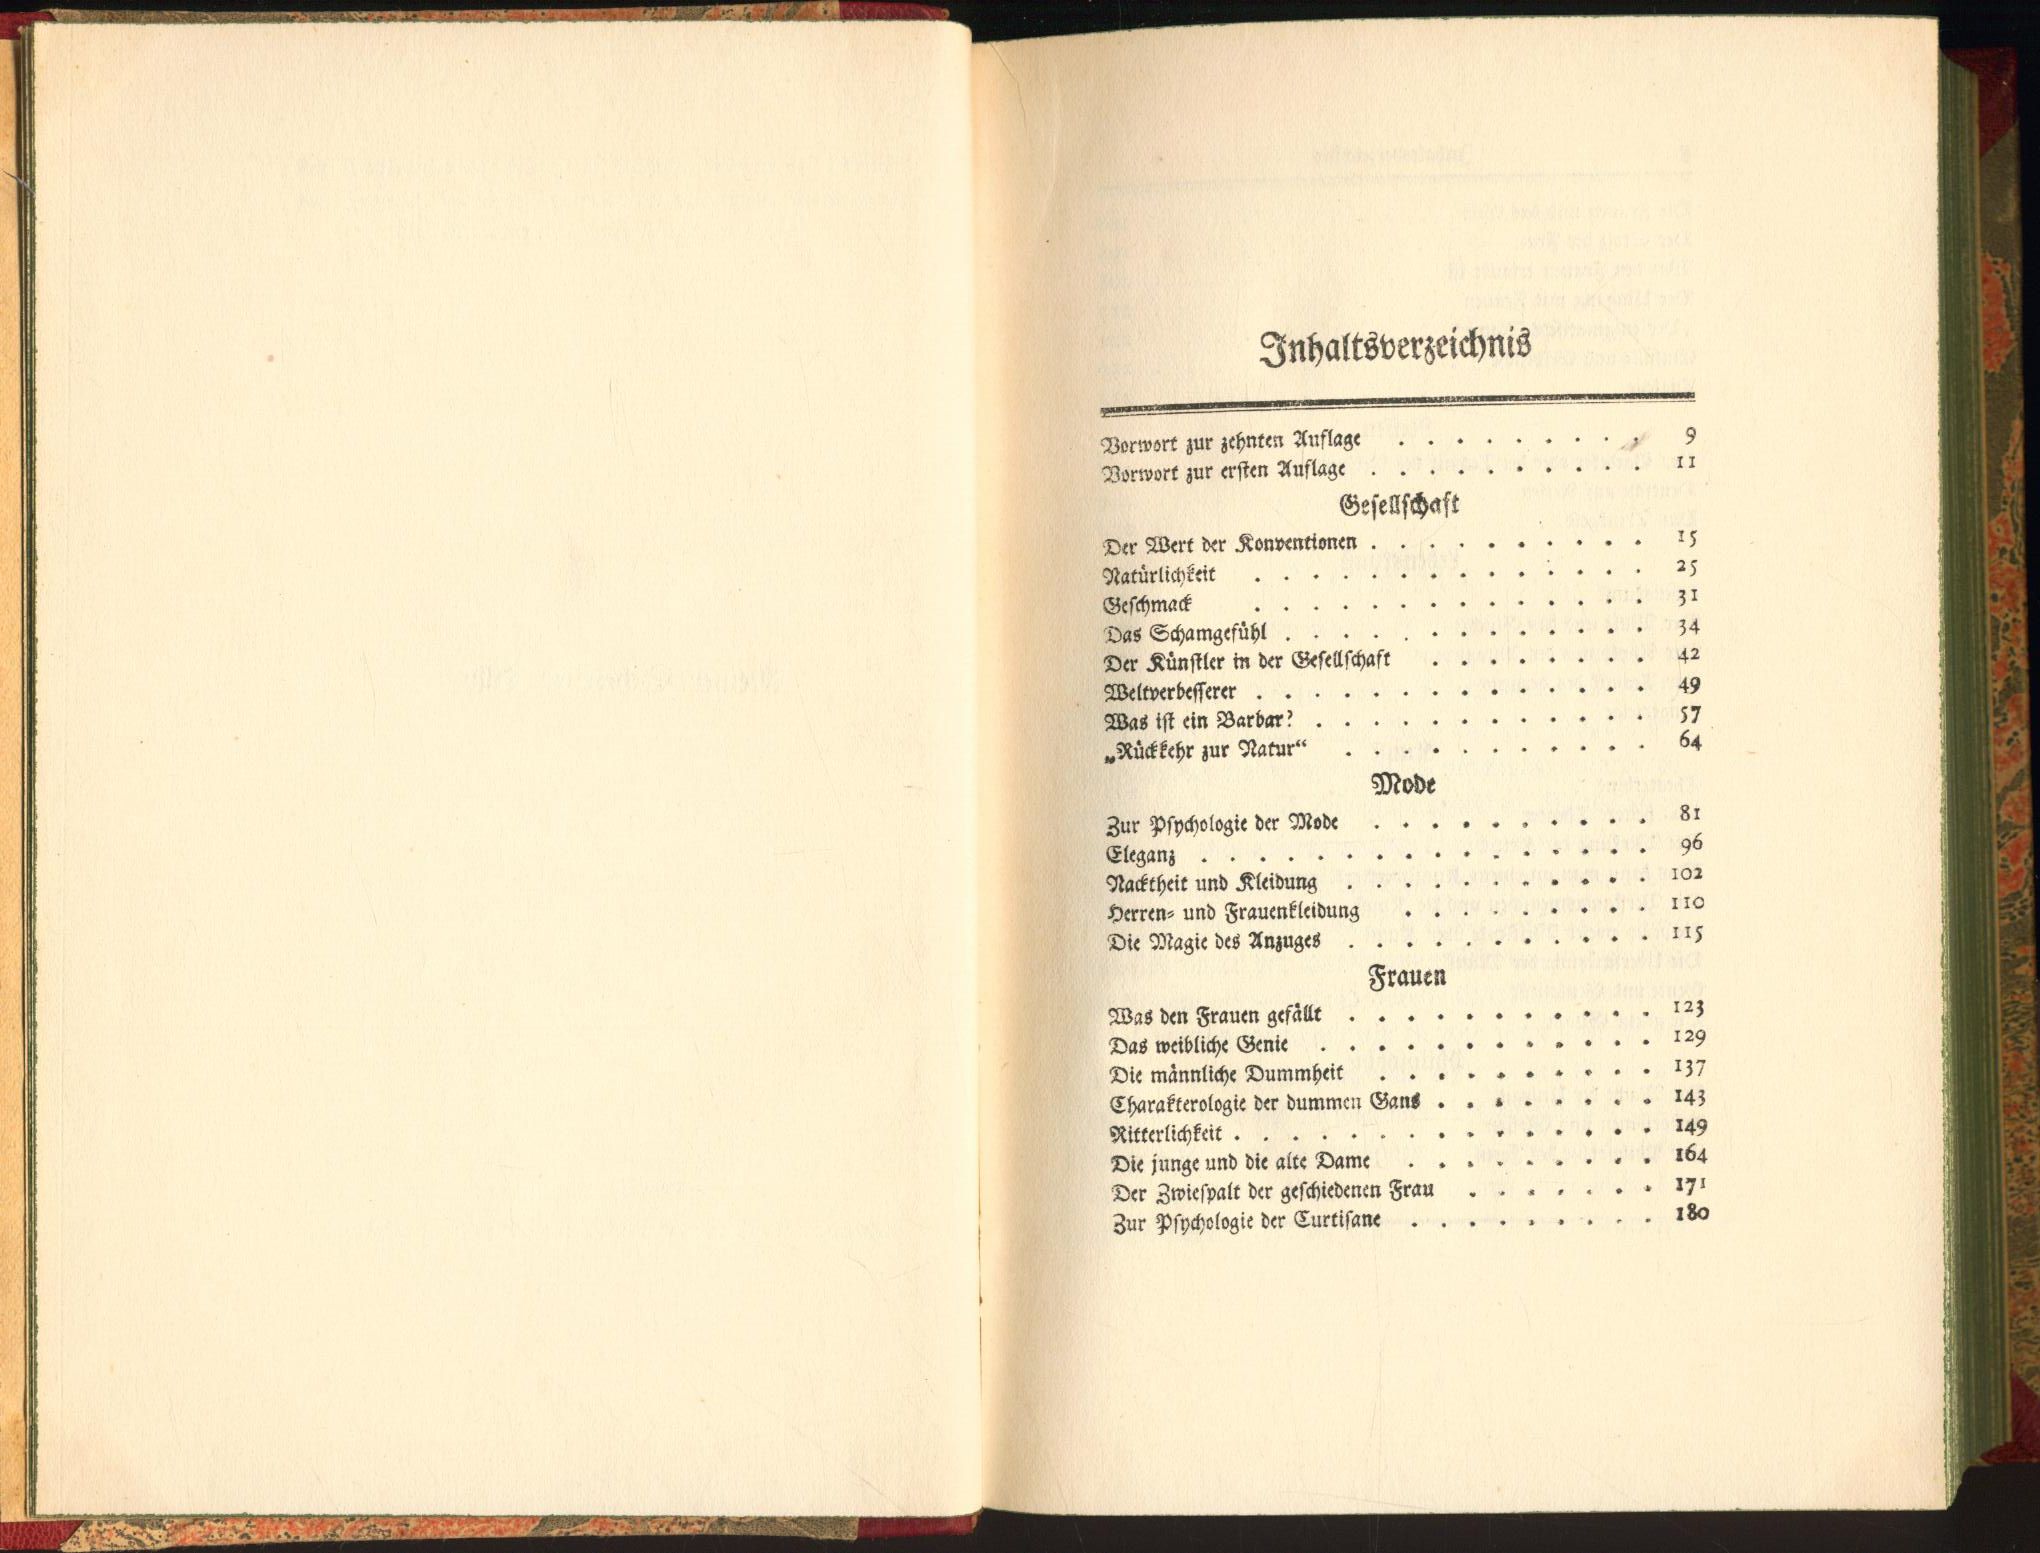 Inhaltsverzeichnis
Vorwort zur zehnten Auflage . . . . . . . . . 9
Vorwort zur ersten Auflage . . . . . . . . . . 11
Gesellschaft
Der Wert der Konventionen . . . . . . . . . . 15
Natürlichkeit . . . . . . . . . . . . . . 25
Geschmack . . . . . . . . . . . . . . 31
Das Schamgefühl . . . . . . . . . . . . . 34
Der Künstler in der Gesellschaft . . . . . . . . 42
Weltverbesserer . . . . . . . . . . . . . . 49
Was ist ein Barbar? . . . . . . . . . . . . 57
„Rückkehr zur Natur“ . . . . . . . . . . . 64
Mode
Zur Psychologie der Mode . . . . . . . . . . 81
Eleganz . . . . . . . . . . . . . . . . 96
Nacktheit und Kleidung . . . . . . . . . . . 102
Herren- und Frauenkleidung . . . . . . . . . 110
Die Magie des Anzuges . . . . . . . . . . . 115
Frauen
Was den Frauen gefällt . . . . . . . . . . . 123
Das weibliche Genie . . . . . . . . . . . . 129
Die männliche Dummheit . . . . . . . . . . 137
Charakterologie der dummen Gans . . . . . . . . 143
Ritterlichkeit . . . . . . . . . . . . . . . 149
Die junge und die alte Dame . . . . . . . . . 164
Der Zwiespalt der geschiedenen Frau . . . . . . . 171
Zur Psychologie der Curtisane . . . . . . . . . 180